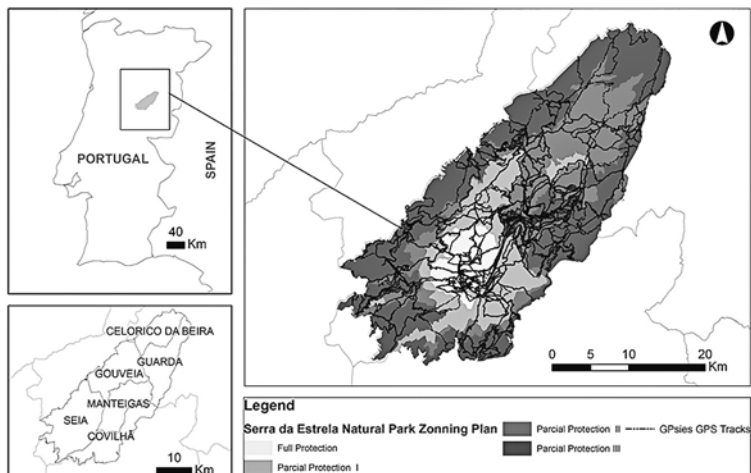 PORTUGAL
SPAIN
40
Km
CELORICO DA BEIRA
GUARDA
GOUVEIA
MANTEIGAS
SEIA
COVILHÃ
10
Km
0 5 10 20
Km
Legend
Serra da Estrela Natural Park Zonning Plan
Full Protection
Parcial Protection I
Parcial Protection II
Parcial Protection III
GPsies GPS Tracks